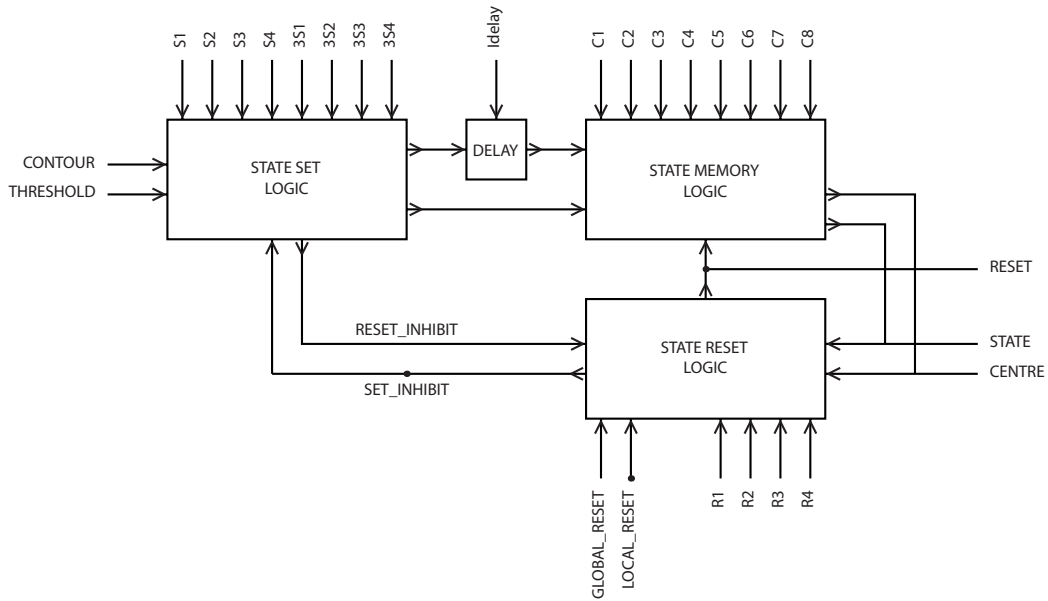 S1
S2
S3
S4
3S1
3S2
3S3
3S4
Idelay
C1
C2
C3
C4
C5
C6
C7
C8
CONTOUR
THRESHOLD
STATE SET
LOGIC
DELAY
STATE MEMORY
LOGIC
RESET
RESET_INHIBIT
SET_INHIBIT
STATE RESET
LOGIC
STATE
CENTRE
GLOBAL_RESET
LOCAL_RESET
R1
R2
R3
R4